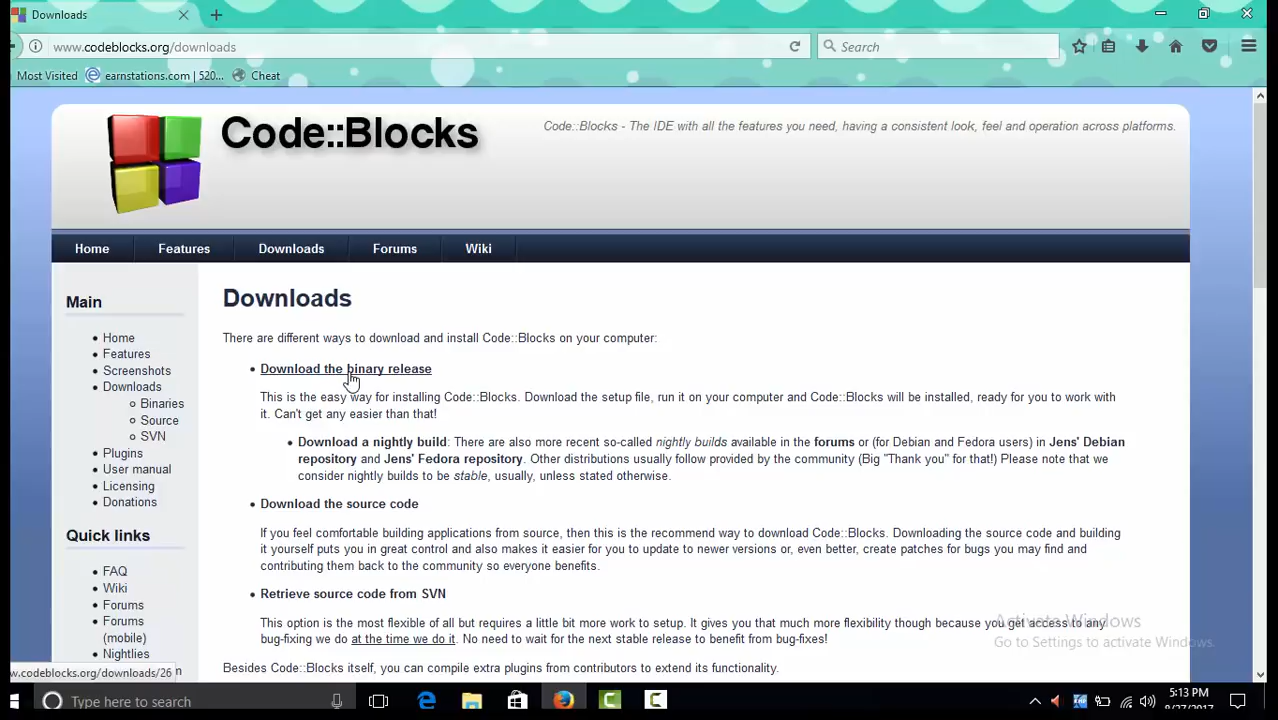 Downloads
www.codeblocks.org/downloads
Search
Most Visited
earnstations.com | 520...
Cheat
Code::Blocks
Code::Blocks - The IDE with all the features you need, having a consistent look, feel and operation across platforms.
Home
Features
Downloads
Forums
Wiki
Main
Home
Features
Screenshots
Downloads
Binaries
Source
SVN
Plugins
User manual
Licensing
Donations
Quick links
FAQ
Wiki
Forums
Forums
(mobile)
Nightlies
Downloads
There are different ways to download and install Code::Blocks on your computer:
Download the binary release
This is the easy way for installing Code::Blocks. Download the setup file, run it on your computer and Code::Blocks will be installed, ready for you to work with
it. Can't get any easier than that!
Download a nightly build: There are also more recent so-called nightly builds available in the forums or (for Debian and Fedora users) in Jens' Debian
repository and Jens' Fedora repository. Other distributions usually follow provided by the community (Big "Thank you" for that!) Please note that we
consider nightly builds to be stable, usually, unless stated otherwise.
Download the source code
If you feel comfortable building applications from source, then this is the recommend way to download Code::Blocks. Downloading the source code and building
it yourself puts you in great control and also makes it easier for you to update to newer versions or, even better, create patches for bugs you may find and
contributing them back to the community so everyone benefits.
Retrieve source code from SVN
This option is the most flexible of all but requires a little bit more work to setup. It gives you that much more flexibility though because you get access to any
bug-fixing we do at the time we do it. No need to wait for the next stable release to benefit from bug-fixes!
Besides Code::Blocks itself, you can compile extra plugins from contributors to extend its functionality.
Activate Windows
Go to Settings to activate Windows.
w.codeblocks.org/downloads/26
Type here to search
5:13 PM
8/27/2017